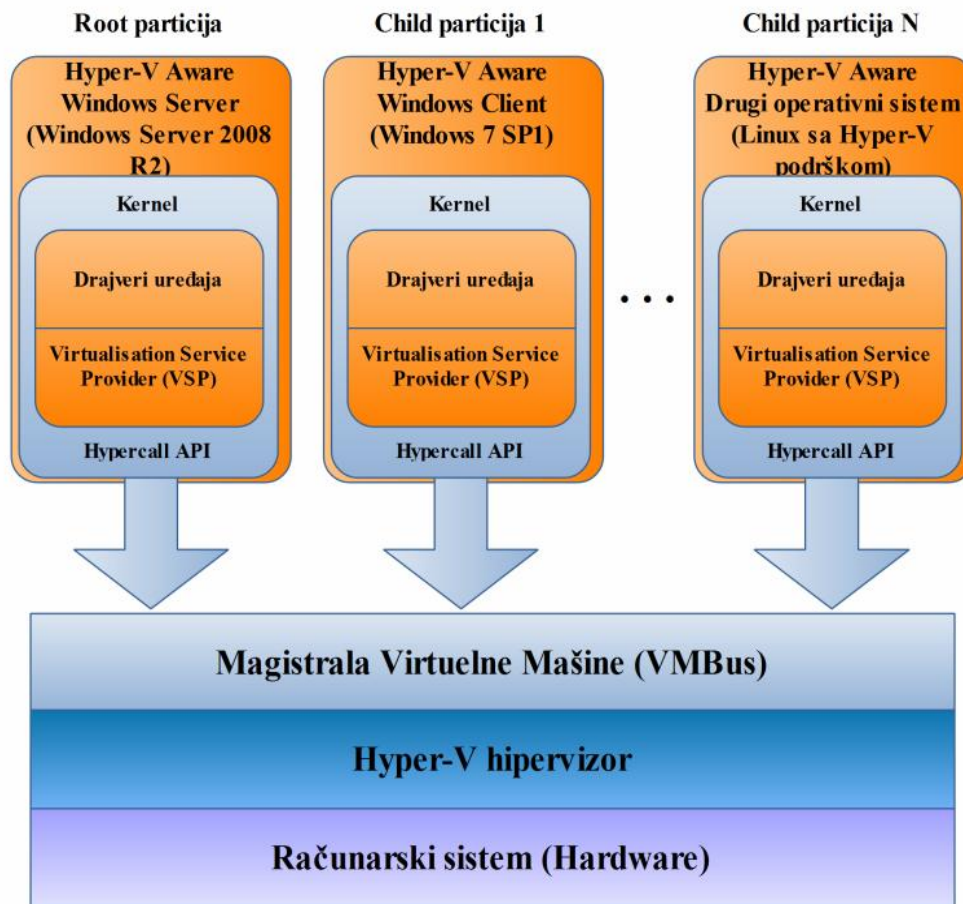 Root particija
Hyper-V Aware
Windows Server
(Windows Server 2008
R2)
Kernel
Drajveri uređaja
Virtualisation Service
Provider (VSP)
Hypercall API
Child particija 1
Hyper-V Aware
Windows Client
(Windows 7 SP1)
Kernel
Drajveri uređaja
Virtualisation Service
Provider (VSP)
Hypercall API
. . .
Child particija N
Hyper-V Aware
Drugi operativni sistem
(Linux sa Hyper-V
podrškom)
Kernel
Drajveri uređaja
Virtualisation Service
Provider (VSP)
Hypercall API
Magistrala Virtuelne Mašine (VMBus)
Hyper-V hipervizor
Računarski sistem (Hardware)